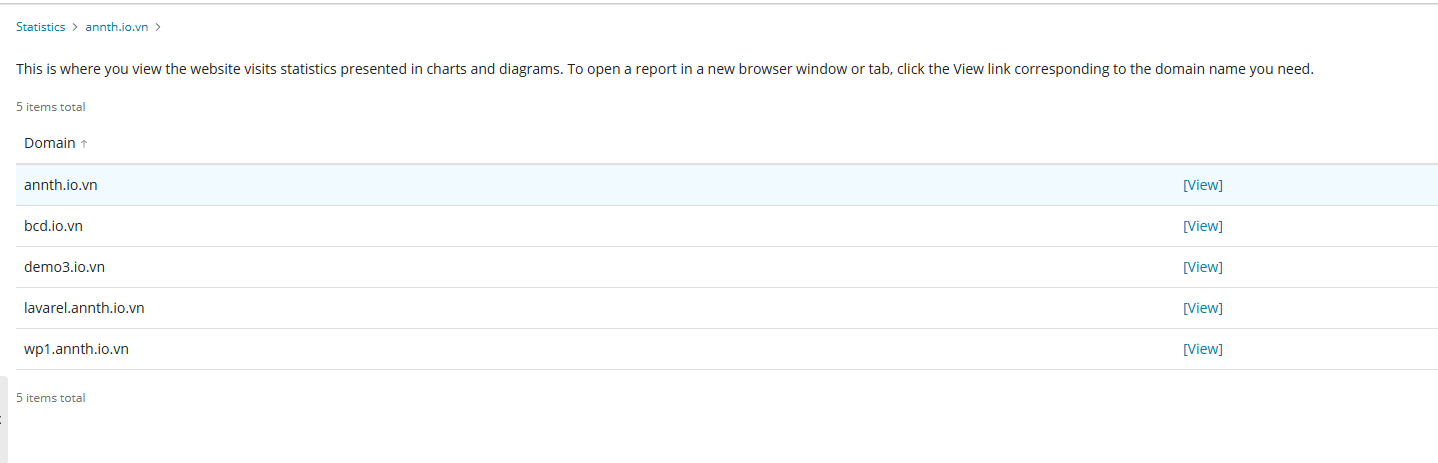 Statistics > annth.io.vn >
This is where you view the website visits statistics presented in charts and diagrams. To open a report in a new browser window or tab, click the View link corresponding to the domain name you need.
5 items total
Domain ↑
annth.io.vn [View]
bcd.io.vn [View]
demo3.io.vn [View]
lavarel.annth.io.vn [View]
wp1.annth.io.vn [View]
5 items total